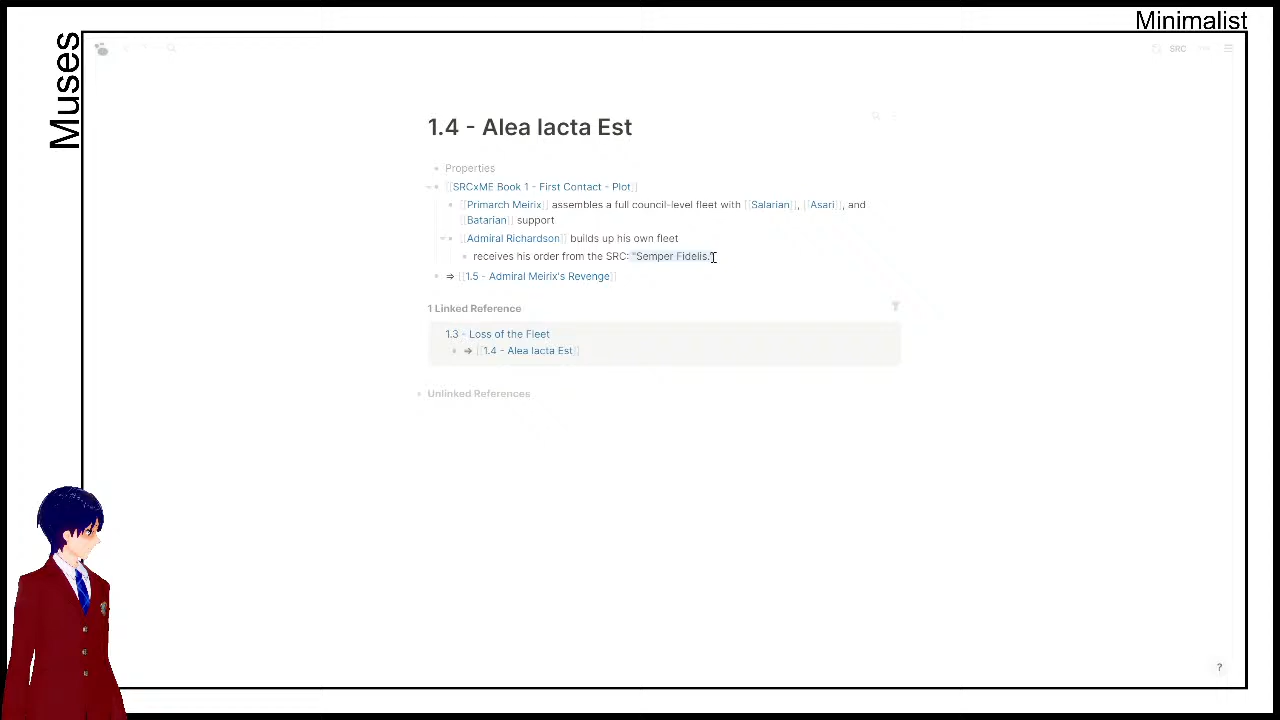 Minimalist
Muses
SRC
1.4 - Alea Iacta Est
Properties
[[SRCxME Book 1 - First Contact - Plot]]
[[Primarch Meirix]] assembles a full council-level fleet with [[Salarian]], [[Asari]], and
[[Batarian]] support
[[Admiral Richardson]] builds up his own fleet
receives his order from the SRC: "Semper Fidelis."
⇒ [[1.5 - Admiral Meirix's Revenge]]
1 Linked Reference
1.3 - Loss of the Fleet
➔ [[1.4 - Alea Iacta Est]]
Unlinked References
?